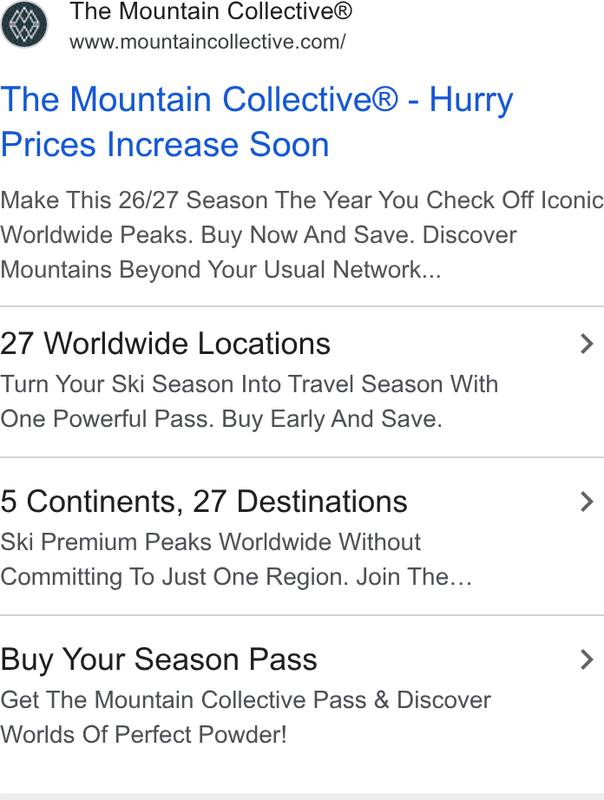 The Mountain Collective®
www.mountaincollective.com/
The Mountain Collective® - Hurry
Prices Increase Soon
Make This 26/27 Season The Year You Check Off Iconic
Worldwide Peaks. Buy Now And Save. Discover
Mountains Beyond Your Usual Network...
27 Worldwide Locations
Turn Your Ski Season Into Travel Season With
One Powerful Pass. Buy Early And Save.
5 Continents, 27 Destinations
Ski Premium Peaks Worldwide Without
Committing To Just One Region. Join The…
Buy Your Season Pass
Get The Mountain Collective Pass & Discover
Worlds Of Perfect Powder!